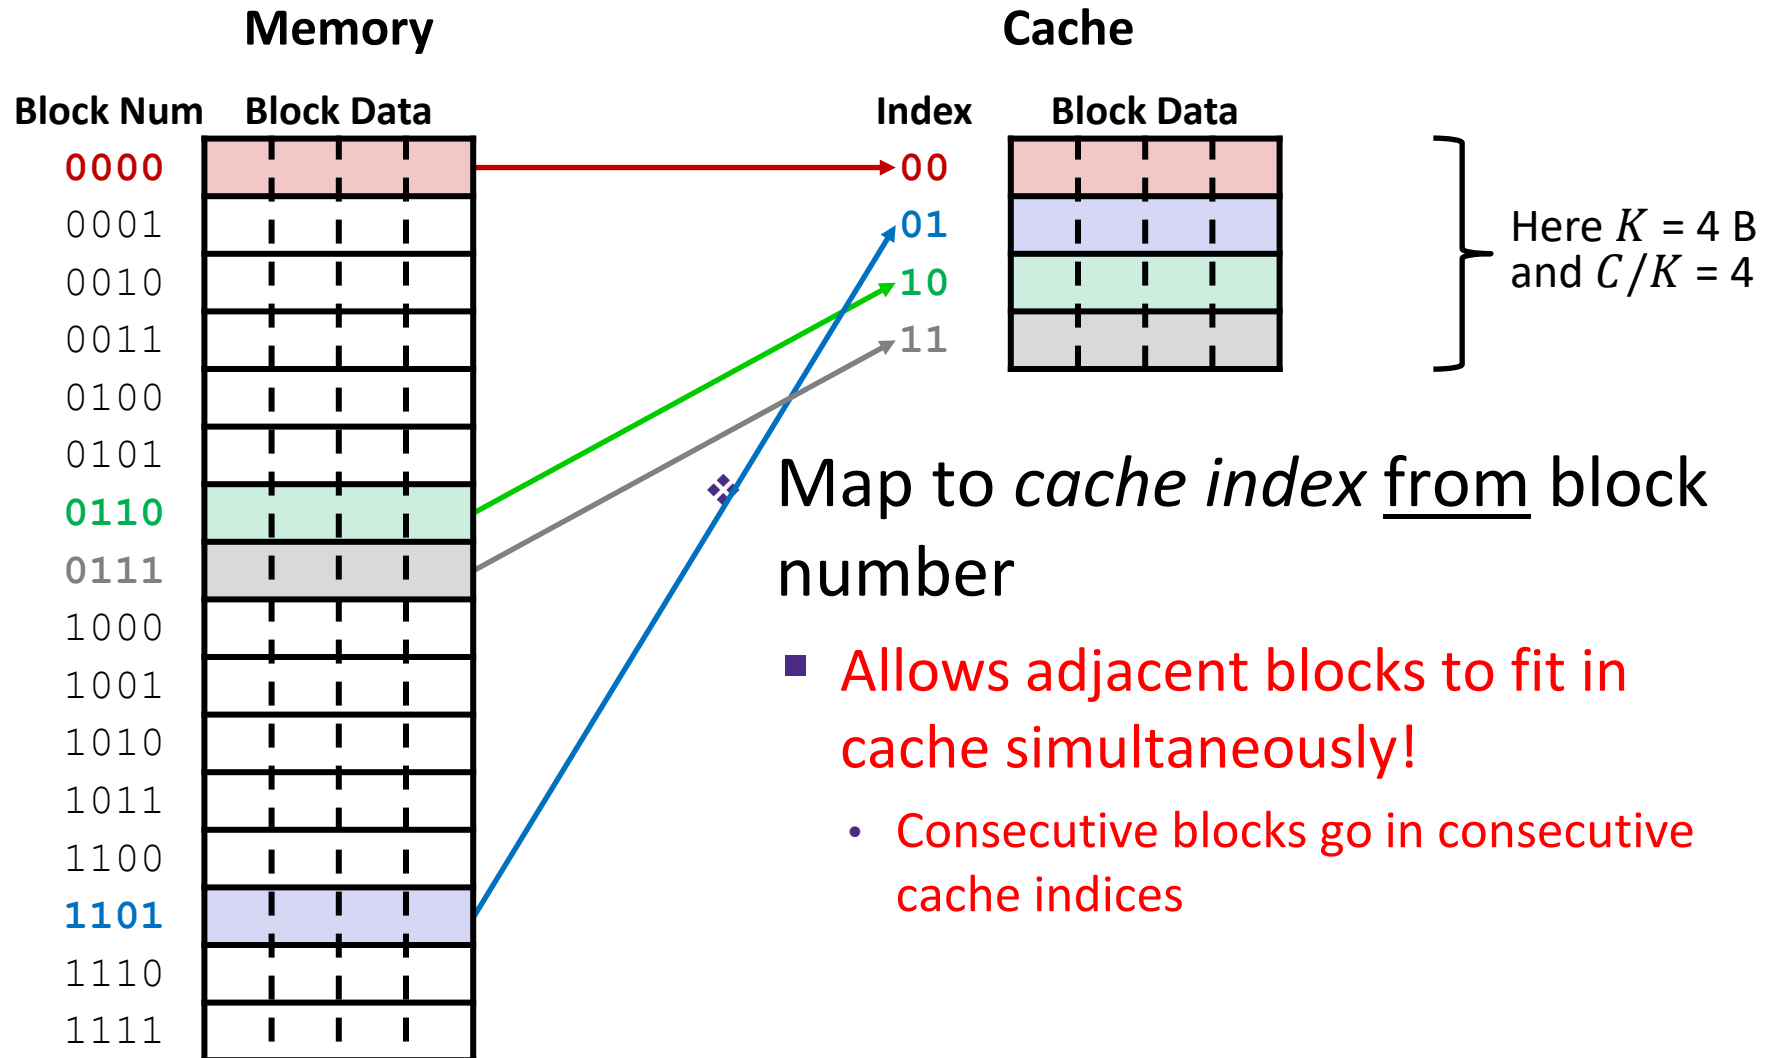 Memory
Cache
Block Num Block Data
Index Block Data
0000
0001
0010
0011
0100
0101
0110
0111
1000
1001
1010
1011
1100
1101
1110
1111
00
01
10
11
Here K = 4 B
and C/K = 4
❖ Map to cache index from block
number
▪ Allows adjacent blocks to fit in
cache simultaneously!
• Consecutive blocks go in consecutive
cache indices